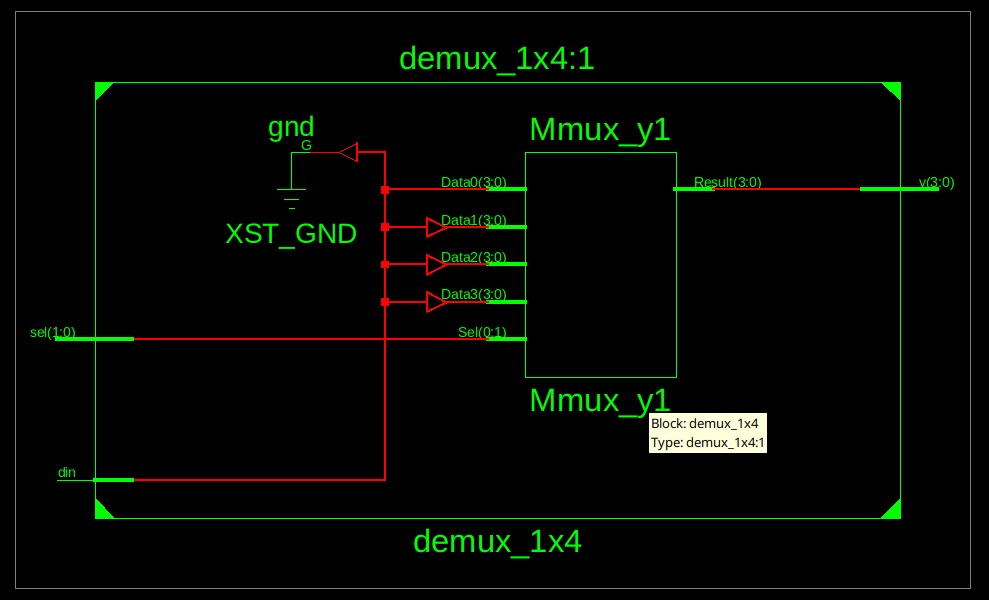 demux_1x4:1
gnd
G
XST_GND
Mmux_y1
Data0(3:0)
Data1(3:0)
Data2(3:0)
Data3(3:0)
Sel(0:1)
Result(3:0)
y(3:0)
sel(1:0)
Mmux_y1
Block: demux_1x4
Type: demux_1x4:1
din
demux_1x4